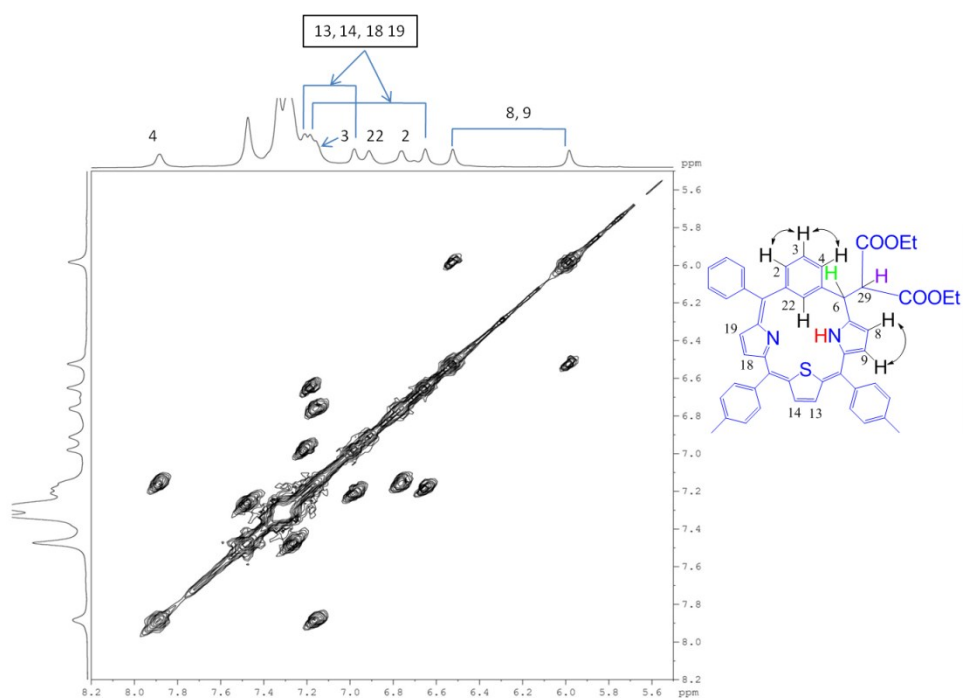 13, 14, 18 19
4
3
22
2
8, 9
ppm
5.6
5.8
6.0
6.2
6.4
6.6
6.8
7.0
7.2
7.4
7.6
7.8
8.0
8.2
8.2 8.0 7.8 7.6 7.4 7.2 7.0 6.8 6.6 6.4 6.2 6.0 5.8 5.6 ppm
H
H 3 H COOEt
2 4 H H
22 6 29 COOEt
H
19 N HN 8 H
18 S 9 H
14 13